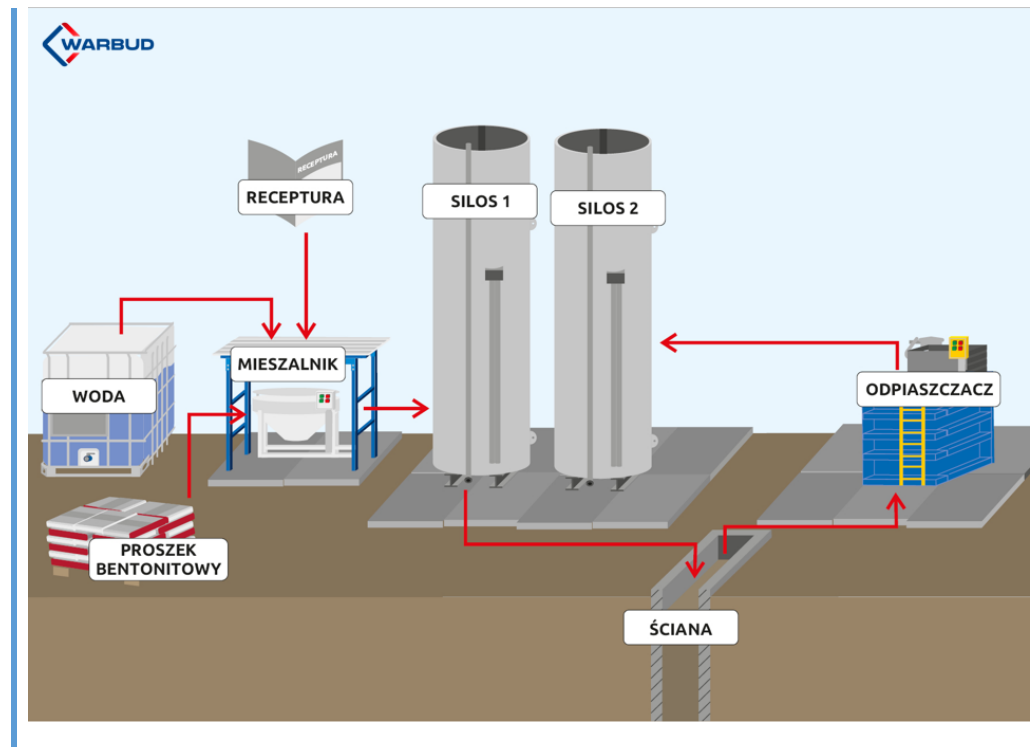 WARBUD
RECEPTURA
RECEPTURA
SILOS 1
SILOS 2
MIESZALNIK
WODA
ODPIASZCZACZ
PROSZEK
BENTONITOWY
ŚCIANA